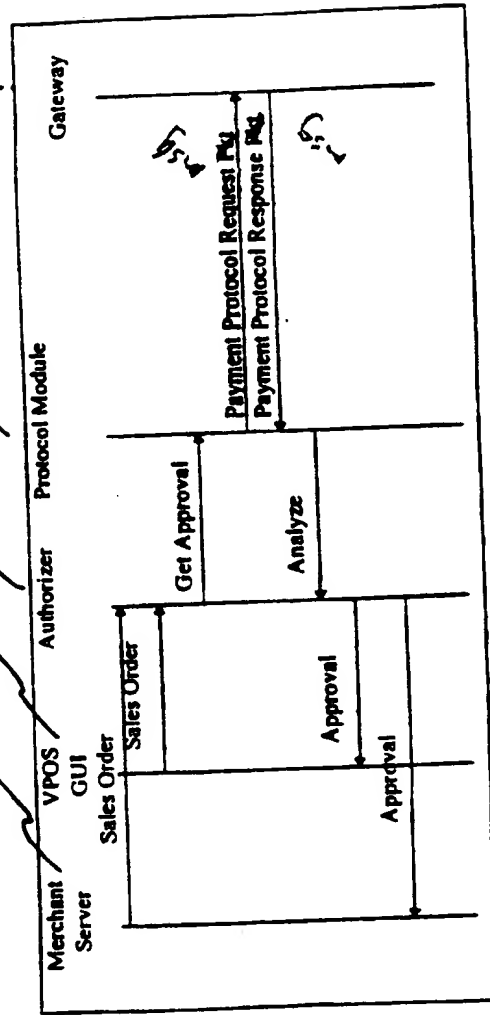 Merchant
Server
VPOS
GUI
Authorizer
Protocol Module
Gateway
Sales Order
Sales Order
Get Approval
Payment Protocol Request Pkt.
Payment Protocol Response Pkt.
Analyze
Approval
Approval